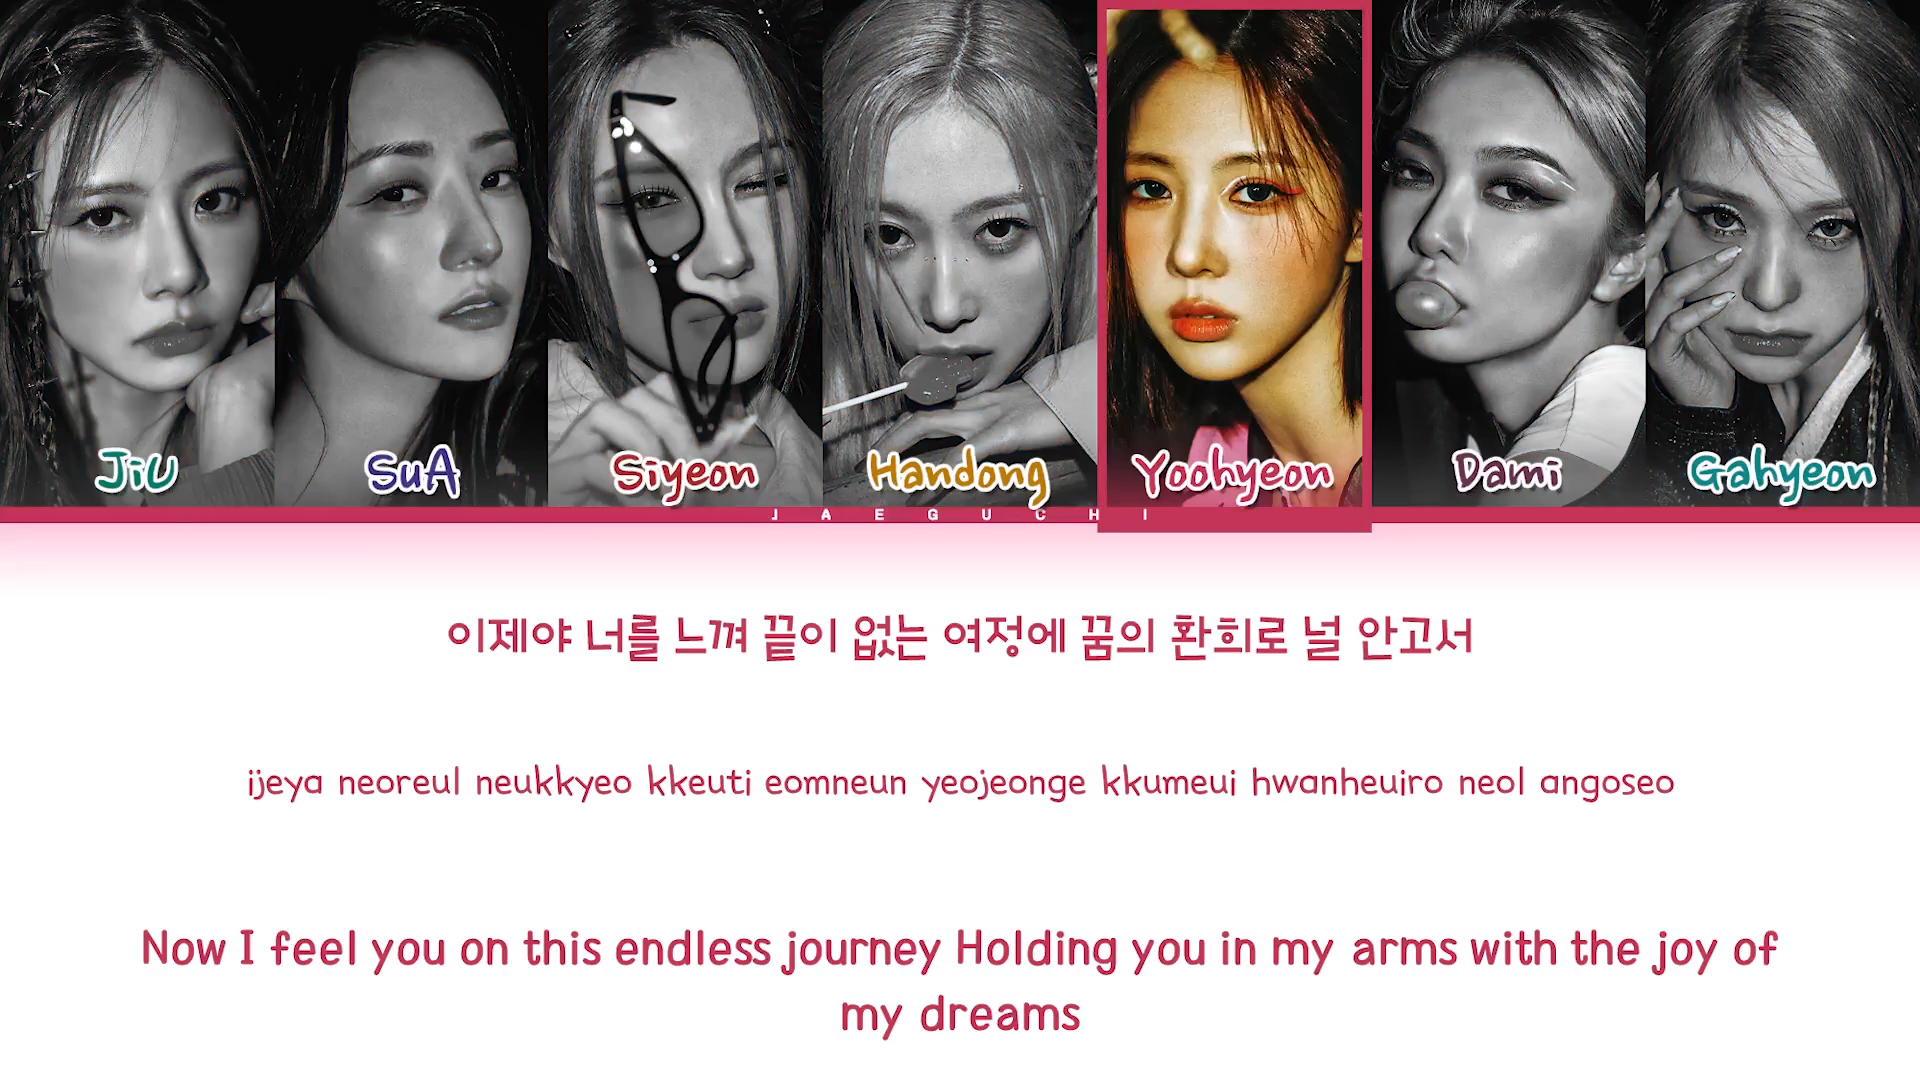 JiU SuA Siyeon Handong Yoohyeon Dami Gahyeon
JAEGUCHI
이제야 너를 느껴 끝이 없는 여정에 꿈의 환희로 널 안고서
ijeya neoreul neukkyeo kkeuti eomneun yeojeonge kkumeui hwanheuiro neol angoseo
Now I feel you on this endless journey Holding you in my arms with the joy of
my dreams